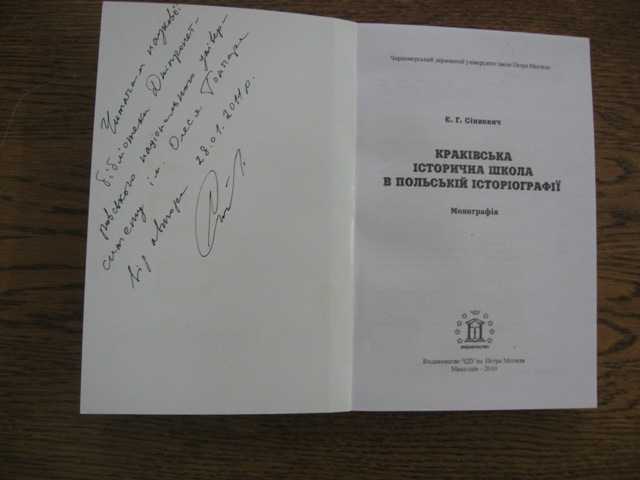 Читачам наукової
бібліотеки Дніпропет-
ровського національного універ-
ситету ім. Олеся Гончара
від автора 28.01.2011 р.
Чорноморський державний університет імені Петра Могили
Є. Г. Сінкевич
КРАКІВСЬКА
ІСТОРИЧНА ШКОЛА
В ПОЛЬСЬКІЙ ІСТОРІОГРАФІЇ
Монографія
Видавництво ЧДУ ім. Петра Могили
Миколаїв – 2010